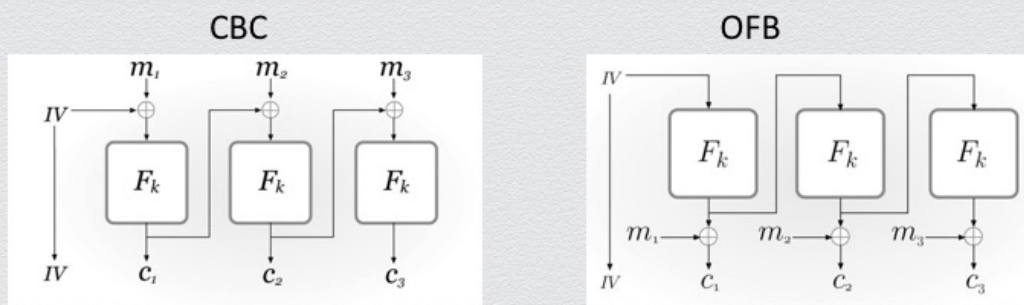 CBC
m₁ m₂ m₃
IV
Fₖ Fₖ Fₖ
IV c₁ c₂ c₃
OFB
IV
Fₖ Fₖ Fₖ
m₁ m₂ m₃
IV c₁ c₂ c₃